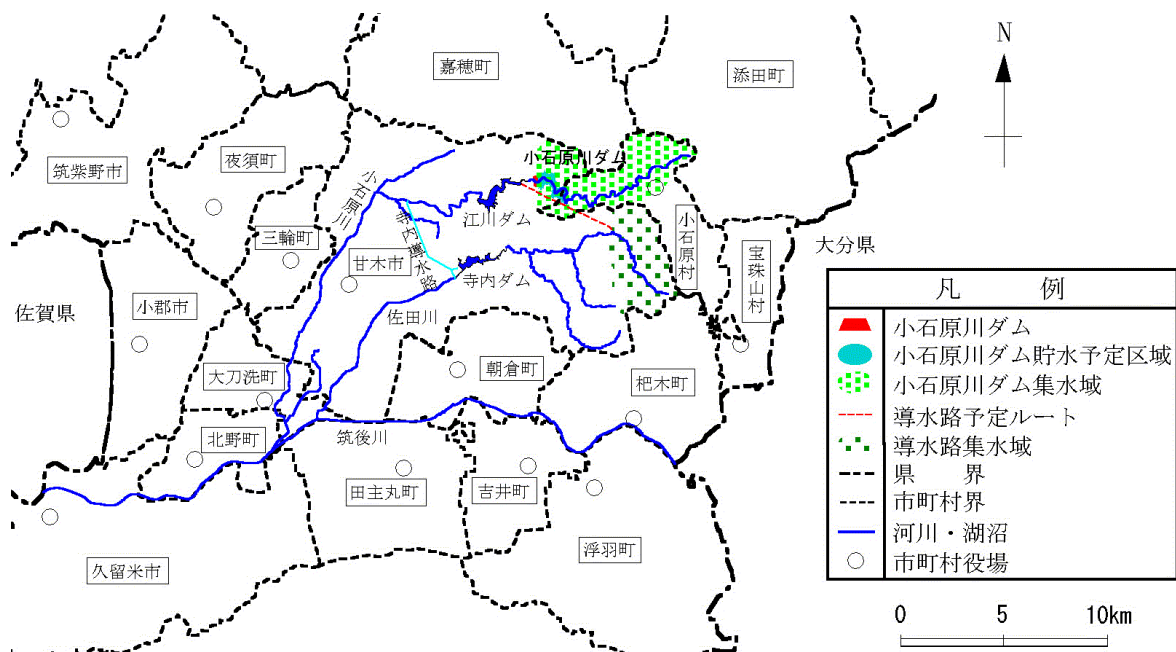 嘉穂町
添田町
N
筑紫野市
夜須町
小石原川ダム
小石原川
三輪町
江川ダム
寺内導水路
小石原村
宝珠山村
大分県
甘木市
寺内ダム
佐賀県
小郡市
佐田川
大刀洗町
朝倉町
杷木町
北野町
筑後川
田主丸町
吉井町
浮羽町
久留米市
凡 例
小石原川ダム
小石原川ダム貯水予定区域
小石原川ダム集水域
導水路予定ルート
導水路集水域
県 界
市町村界
河川・湖沼
市町村役場
0 5 10km